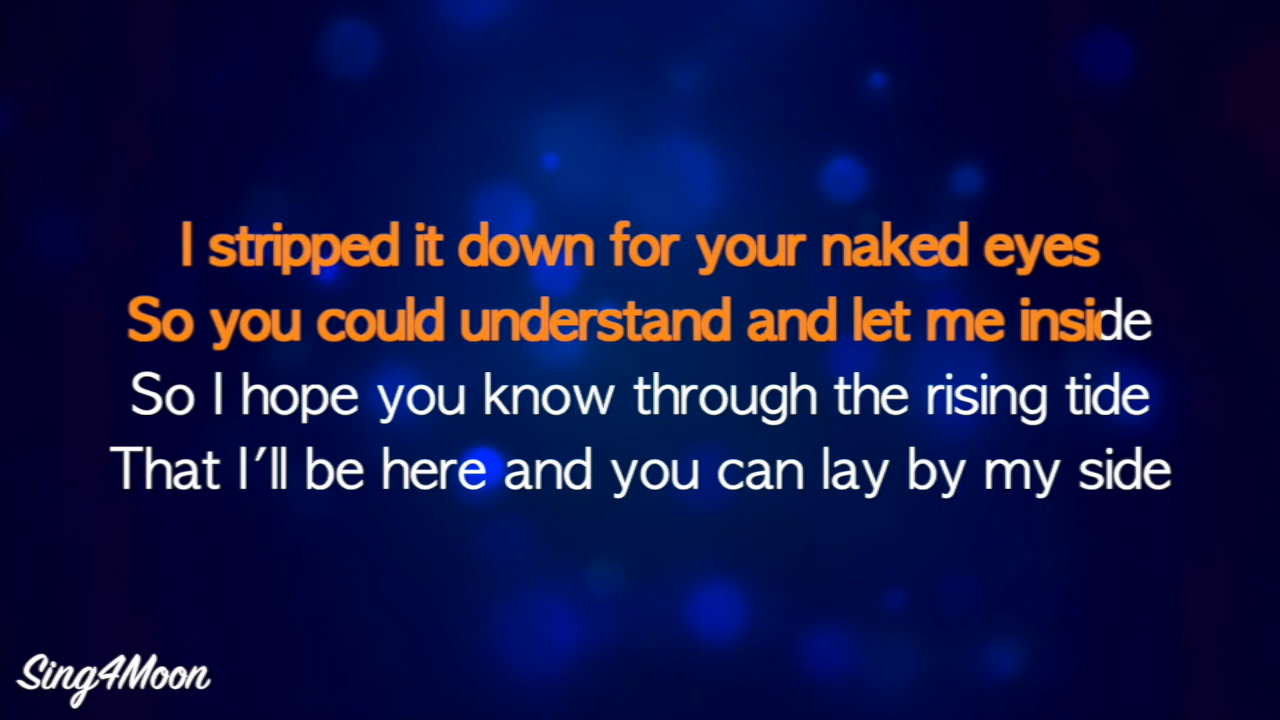 I stripped it down for your naked eyes
So you could understand and let me inside
So I hope you know through the rising tide
That I'll be here and you can lay by my side
Sing4Moon